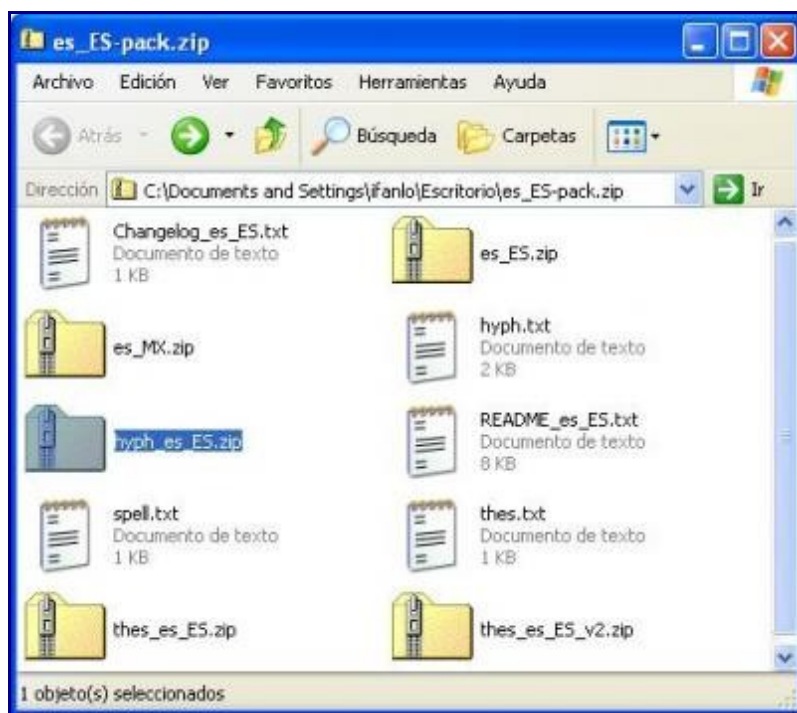 es_ES-pack.zip
Archivo Edición Ver Favoritos Herramientas Ayuda
Atrás Búsqueda Carpetas
Dirección C:\Documents and Settings\ifanlo\Escritorio\es_ES-pack.zip Ir
Changelog_es_ES.txt
Documento de texto
1 KB
es_ES.zip
es_MX.zip
hyph.txt
Documento de texto
2 KB
hyph_es_ES.zip
README_es_ES.txt
Documento de texto
8 KB
spell.txt
Documento de texto
1 KB
thes.txt
Documento de texto
1 KB
thes_es_ES.zip
thes_es_ES_v2.zip
1 objeto(s) seleccionados